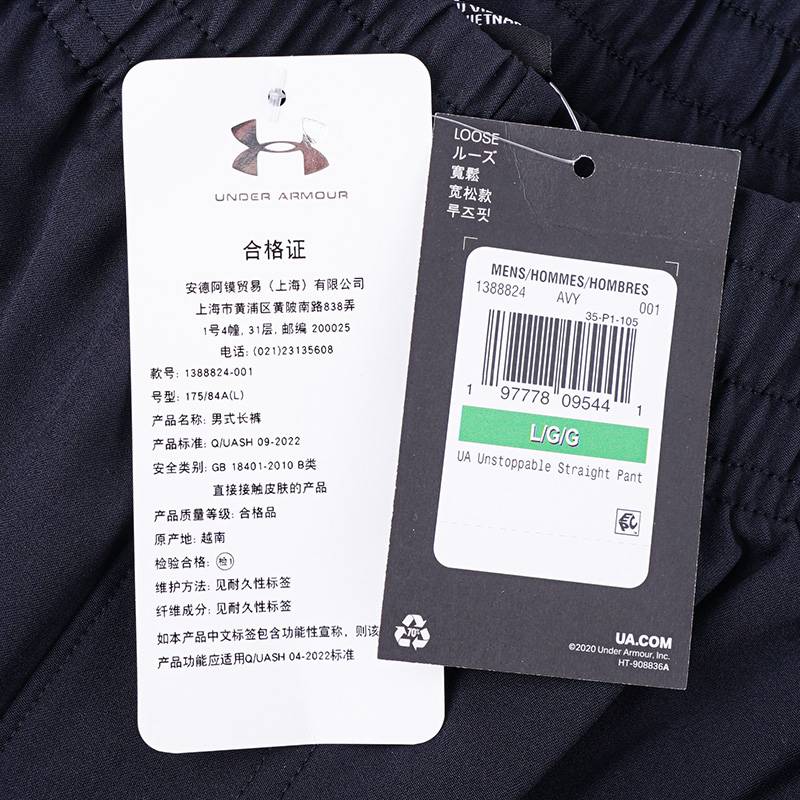 VIETNA
UNDER ARMOUR
合格证
安德阿镆贸易（上海）有限公司
上海市黄浦区黄陂南路838弄
1号4幢, 31层, 邮编 200025
电话: (021)23135608
款号: 1388824-001
号型: 175/84A(L)
产品名称: 男式长裤
产品标准: Q/UASH 09-2022
安全类别: GB 18401-2010 B类
直接接触皮肤的产品
产品质量等级: 合格品
原产地: 越南
检验合格: 检1
维护方法: 见耐久性标签
纤维成分: 见耐久性标签
如本产品中文标签包含功能性宣称，则该
产品功能应适用Q/UASH 04-2022标准
LOOSE
ルーズ
寬鬆
宽松款
루즈핏
MENS/HOMMES/HOMBRES
1388824 AVY 001
35-P1-105
1 97778 09544 1
L/G/G
UA Unstoppable Straight Pant
70%
UA.COM
©2020 Under Armour, Inc.
HT-908836A